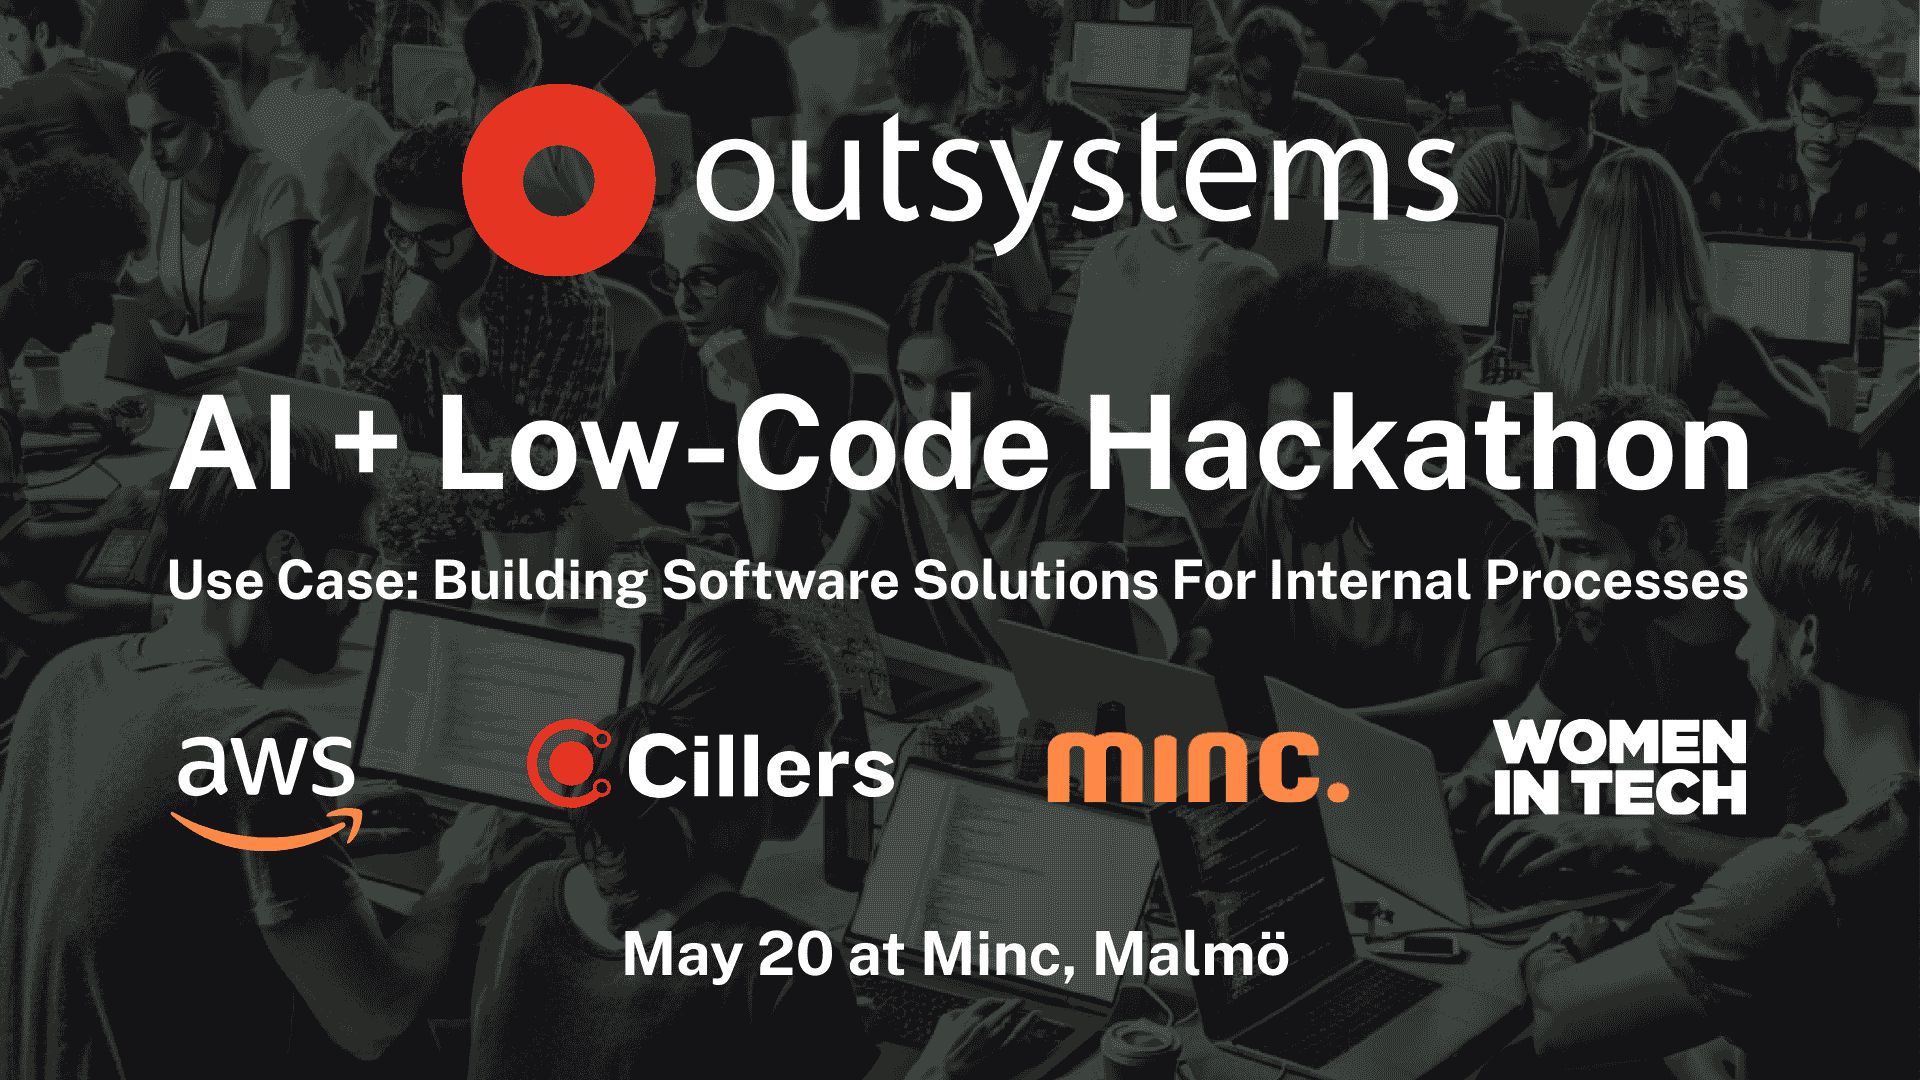 outsystems
AI + Low-Code Hackathon
Use Case: Building Software Solutions For Internal Processes
aws
Cillers
minc.
WOMEN
IN TECH
May 20 at Minc, Malmö